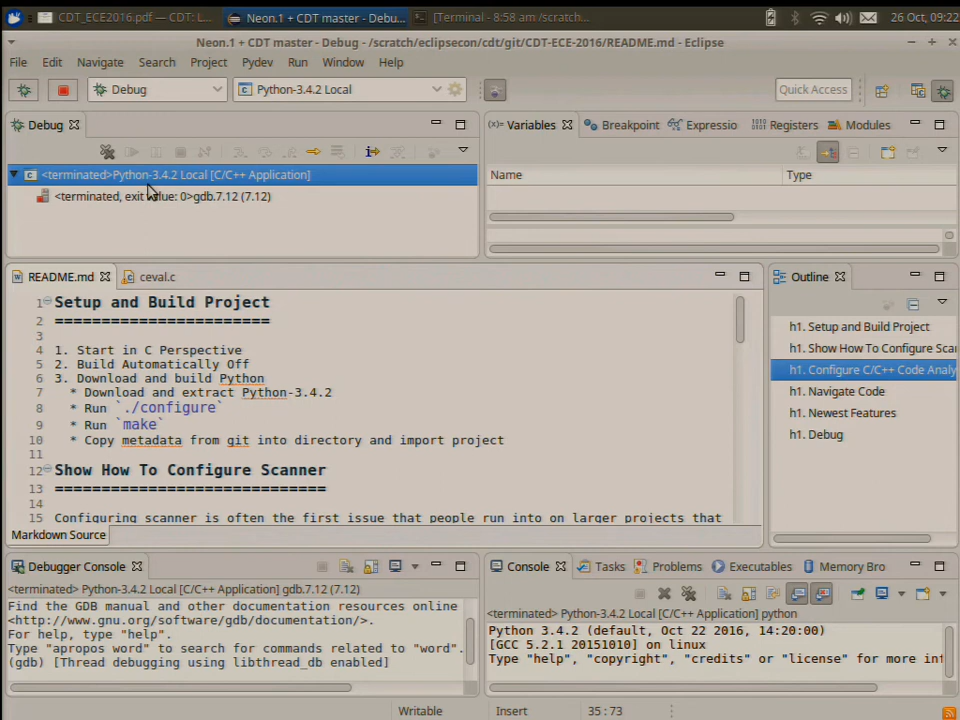 CDT_ECE2016.pdf — CDT: L...
Neon.1 + CDT master - Debu...
[Terminal - 8:58 am /scratch...
26 Oct, 09:22
Neon.1 + CDT master - Debug - /scratch/eclipsecon/cdt/git/CDT-ECE-2016/README.md - Eclipse
File Edit Navigate Search Project Pydev Run Window Help
Debug
Python-3.4.2 Local
Quick Access
Debug
(x)= Variables
Breakpoint
Expressio
Registers
Modules
<terminated>Python-3.4.2 Local [C/C++ Application]
Name Type
<terminated, exit value: 0>gdb.7.12 (7.12)
README.md
ceval.c
Outline
1 Setup and Build Project
2 =======================
3
4 1. Start in C Perspective
5 2. Build Automatically Off
6 3. Download and build Python
7 * Download and extract Python-3.4.2
8 * Run `./configure`
9 * Run `make`
10 * Copy metadata from git into directory and import project
11
12 Show How To Configure Scanner
13 =============================
14
15 Configuring scanner is often the first issue that people run into on larger projects that
h1. Setup and Build Project
h1. Show How To Configure Scar
h1. Configure C/C++ Code Analy
h1. Navigate Code
h1. Newest Features
h1. Debug
Markdown Source
Debugger Console
<terminated> Python-3.4.2 Local [C/C++ Application] gdb.7.12 (7.12)
Find the GDB manual and other documentation resources online
<http://www.gnu.org/software/gdb/documentation/>.
For help, type "help".
Type "apropos word" to search for commands related to "word".
(gdb) [Thread debugging using libthread_db enabled]
Console
Tasks
Problems
Executables
Memory Bro
<terminated> Python-3.4.2 Local [C/C++ Application] python
Python 3.4.2 (default, Oct 22 2016, 14:20:00)
[GCC 5.2.1 20151010] on linux
Type "help", "copyright", "credits" or "license" for more inf
Writable Insert 35 : 73